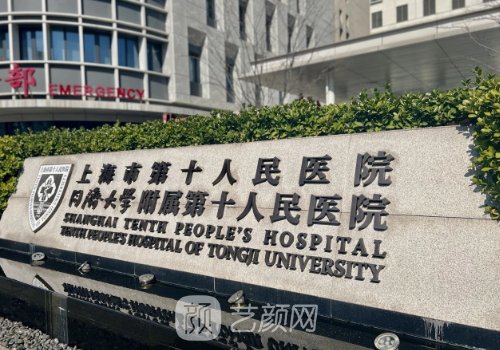 部 EMERGENCY
上海市第十人民医院
同濟大学附属第十人民医院
SHANGHAI TENTH PEOPLE'S HOSPITAL
TENTH PEOPLE'S HOSPITAL OF TONGJI UNIVERSITY
颜 艺颜网